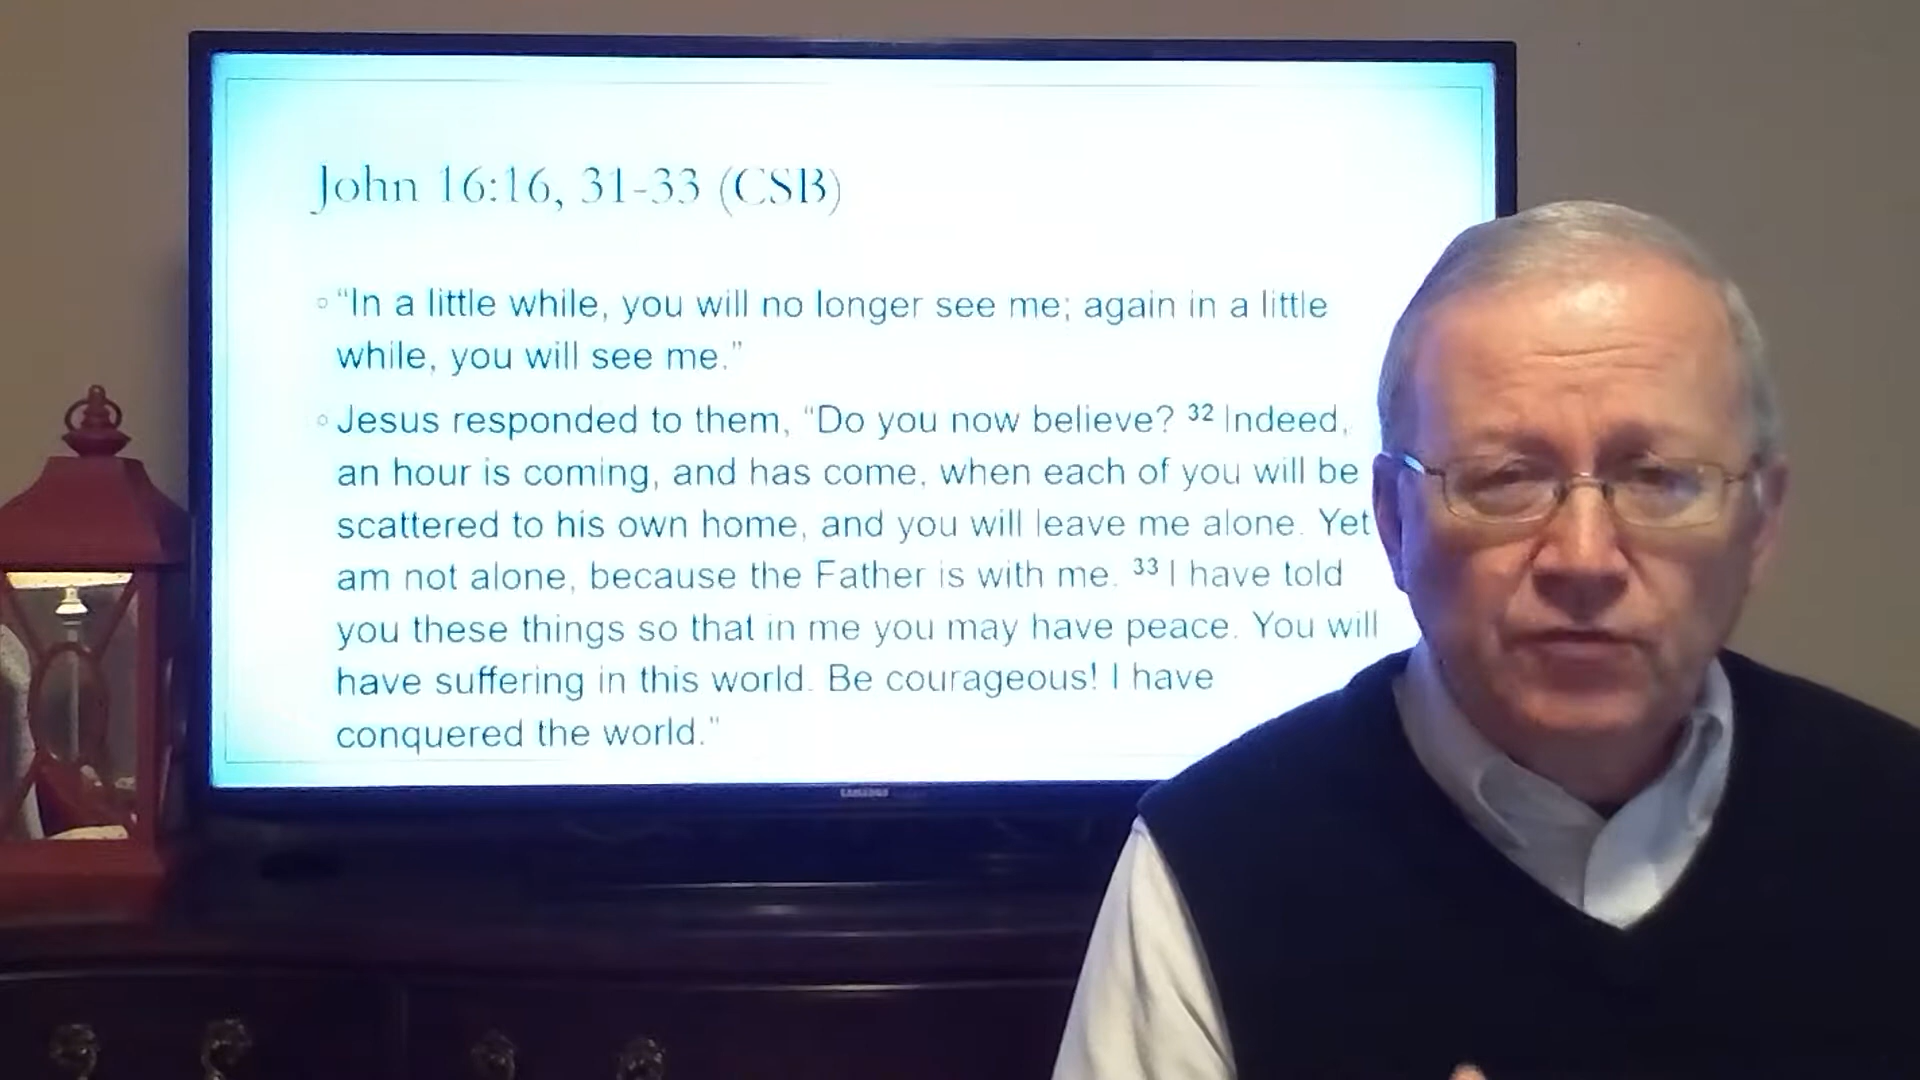 John 16:16, 31-33 (CSB)
“In a little while, you will no longer see me; again in a little
while, you will see me.”
Jesus responded to them, “Do you now believe? 32 Indeed,
an hour is coming, and has come, when each of you will be
scattered to his own home, and you will leave me alone. Yet
am not alone, because the Father is with me. 33 I have told
you these things so that in me you may have peace. You will
have suffering in this world. Be courageous! I have
conquered the world.”
SAMSUNG